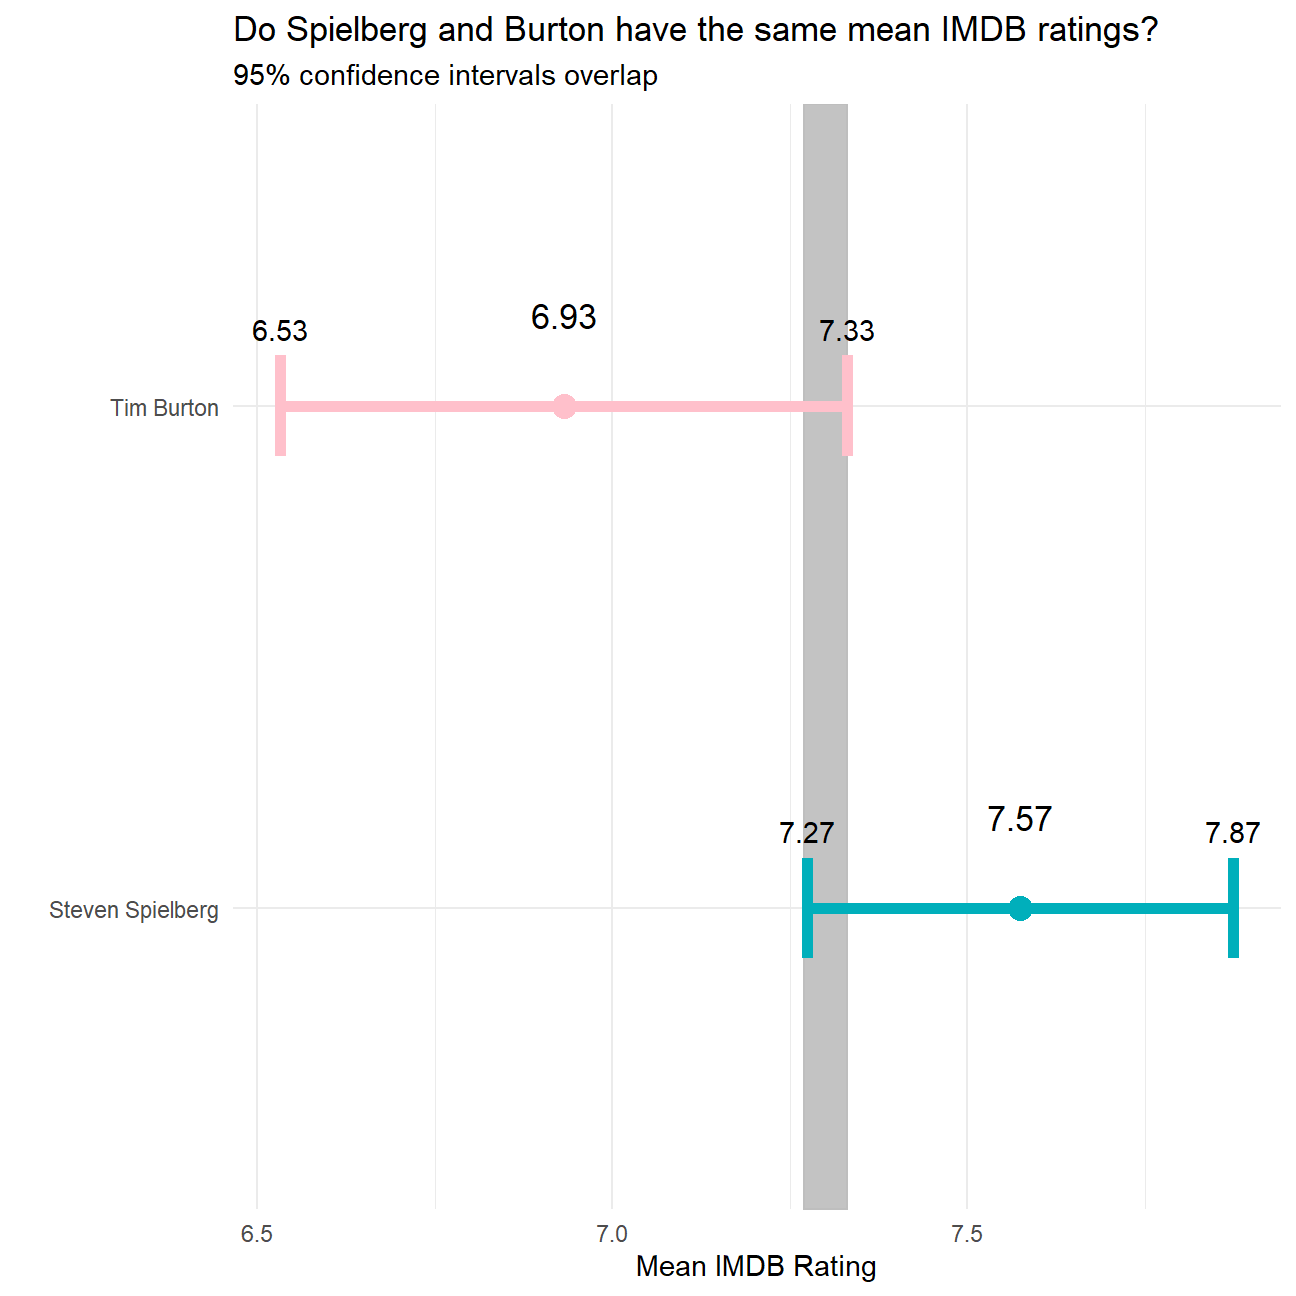 Do Spielberg and Burton have the same mean IMDB ratings?
95% confidence intervals overlap
6.53
6.93
7.33
Tim Burton
7.27
7.57
7.87
Steven Spielberg
6.5
7.0
7.5
Mean IMDB Rating